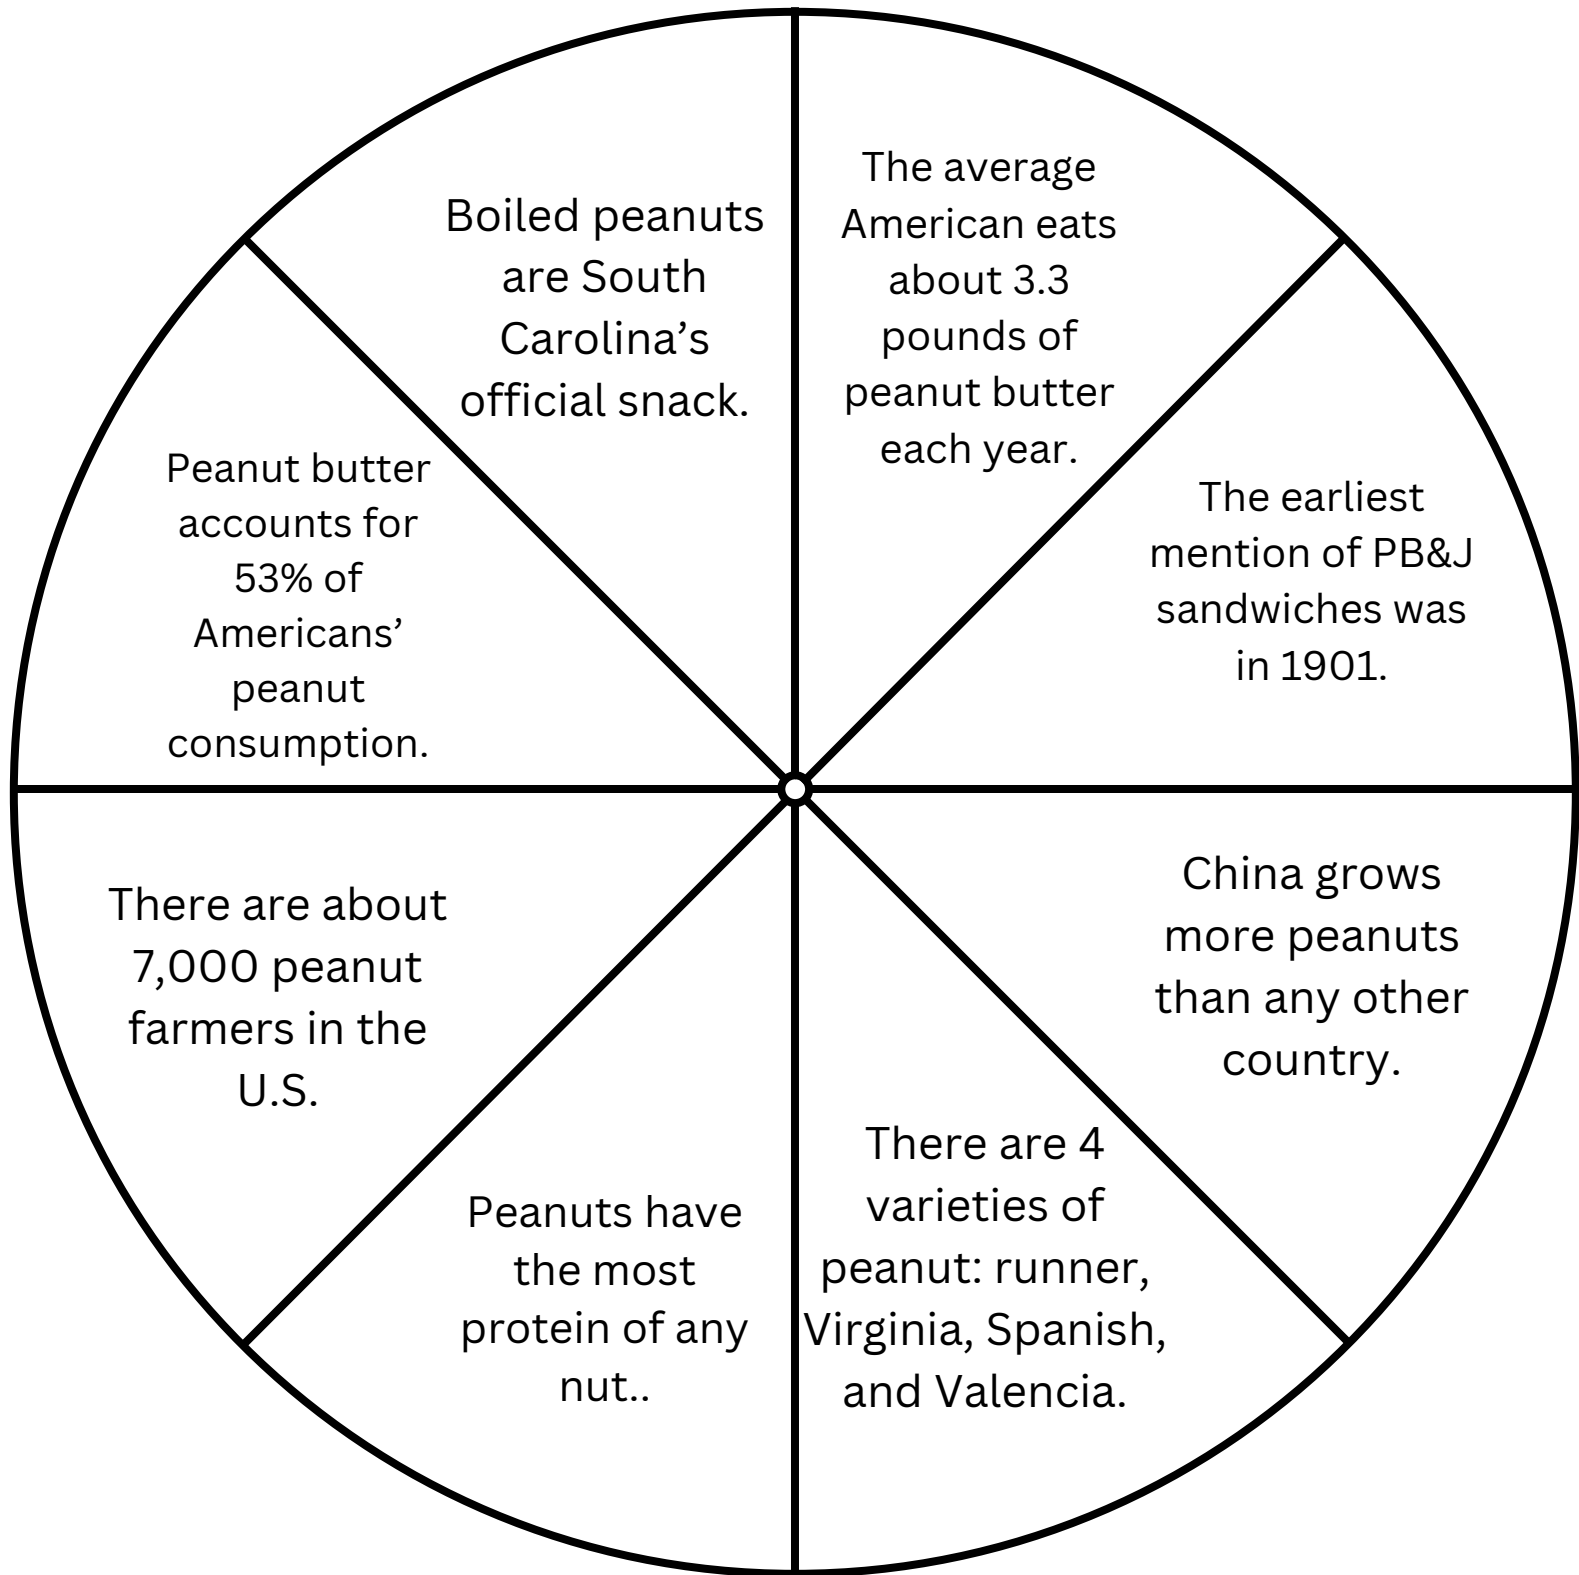 The average
American eats
about 3.3
pounds of
peanut butter
each year.
The earliest
mention of PB&J
sandwiches was
in 1901.
China grows
more peanuts
than any other
country.
There are 4
varieties of
peanut: runner,
Virginia, Spanish,
and Valencia.
Peanuts have
the most
protein of any
nut..
There are about
7,000 peanut
farmers in the
U.S.
Peanut butter
accounts for
53% of
Americans’
peanut
consumption.
Boiled peanuts
are South
Carolina’s
official snack.